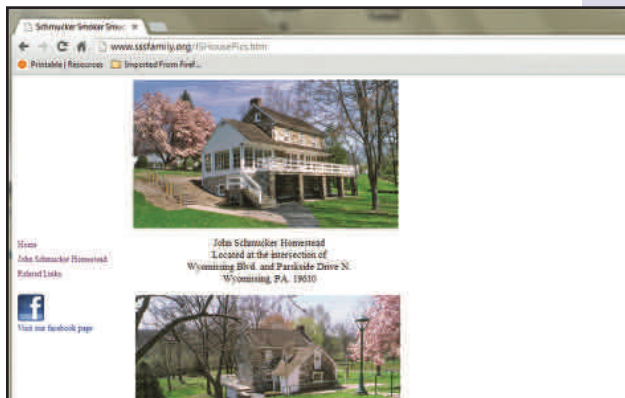 Schmucker Smoker Smuc
www.sssfamily.org/JSHousePics.htm
Printable | Resources Imported From Firef...
Home
John Schmucker Homestead
Related Links
Visit our facebook page
John Schmucker Homestead
Located at the intersection of
Wyomissing Blvd. and Parkside Drive N.
Wyomissing, PA. 19610